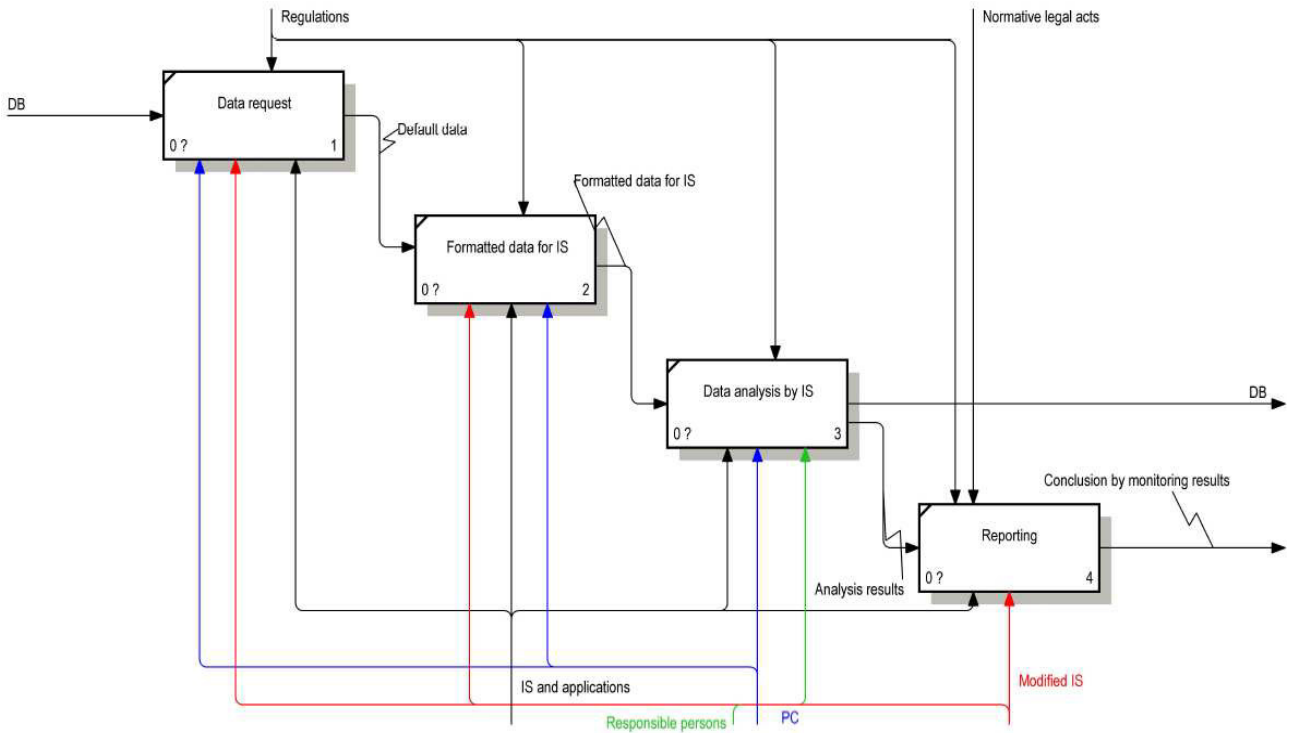 Regulations
Normative legal acts
DB
Data request
0 ?
1
Default data
Formatted data for IS
Formatted data for IS
0 ?
2
Data analysis by IS
0 ?
3
DB
Conclusion by monitoring results
Reporting
0 ?
4
Analysis results
IS and applications
Modified IS
Responsible persons
PC